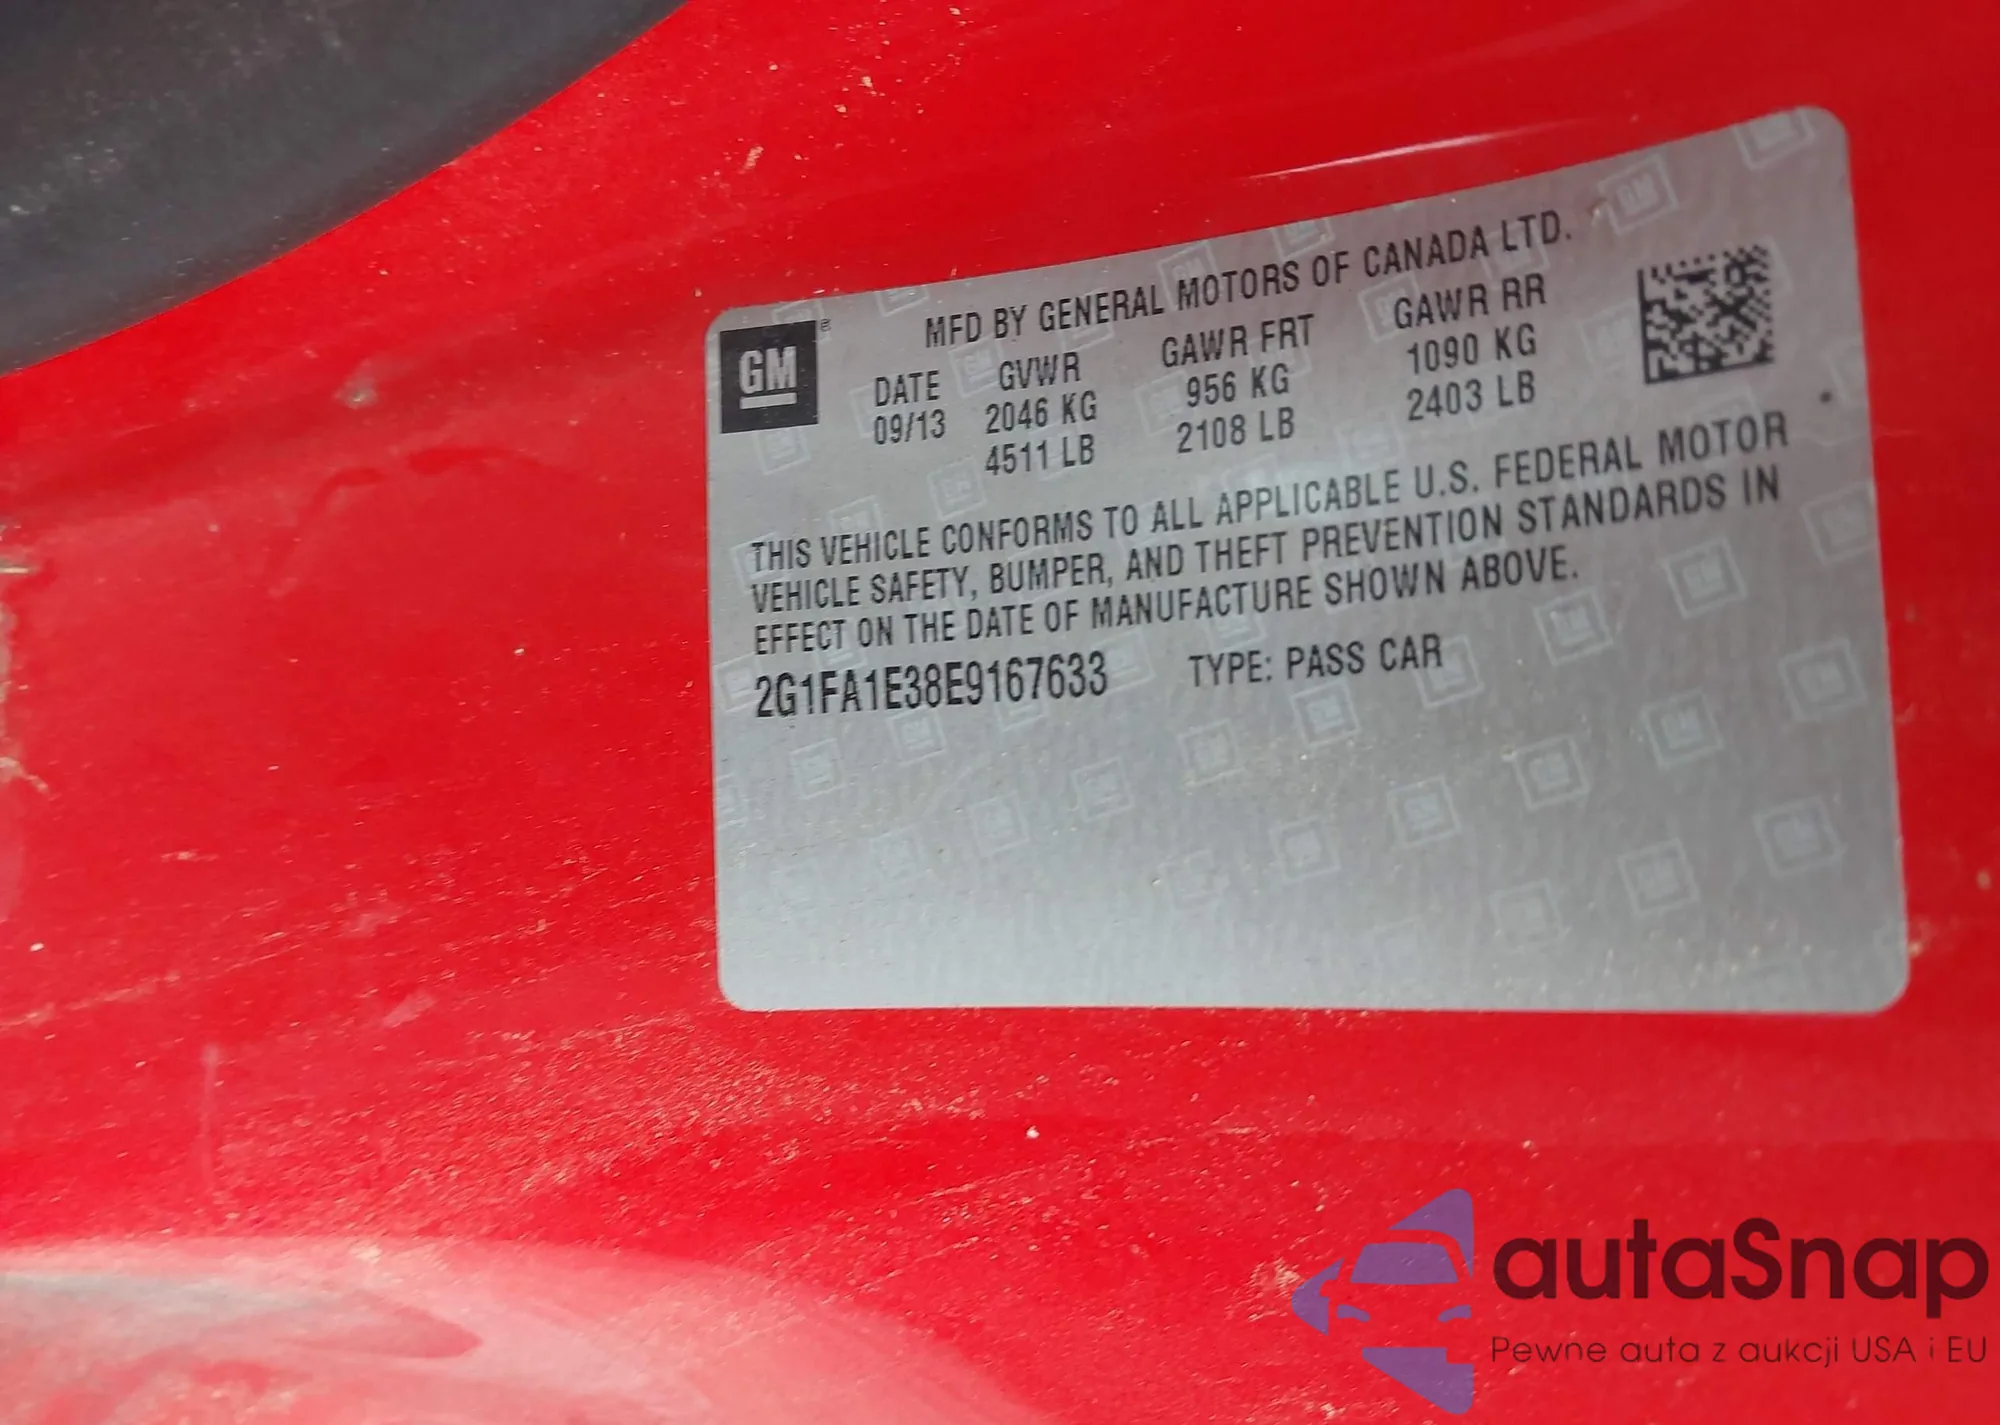 GM
MFD BY GENERAL MOTORS OF CANADA LTD.
DATE GVWR GAWR FRT GAWR RR
09/13 2046 KG 956 KG 1090 KG
4511 LB 2108 LB 2403 LB
THIS VEHICLE CONFORMS TO ALL APPLICABLE U.S. FEDERAL MOTOR
VEHICLE SAFETY, BUMPER, AND THEFT PREVENTION STANDARDS IN
EFFECT ON THE DATE OF MANUFACTURE SHOWN ABOVE.
2G1FA1E38E9167633 TYPE: PASS CAR
autaSnap
Pewne auta z aukcji USA i EU